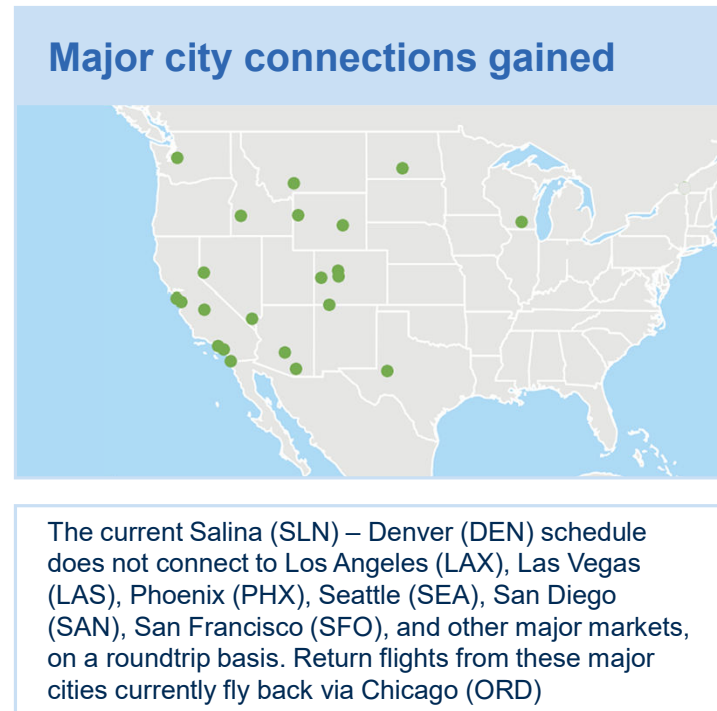 Major city connections gained
The current Salina (SLN) – Denver (DEN) schedule
does not connect to Los Angeles (LAX), Las Vegas
(LAS), Phoenix (PHX), Seattle (SEA), San Diego
(SAN), San Francisco (SFO), and other major markets,
on a roundtrip basis. Return flights from these major
cities currently fly back via Chicago (ORD)